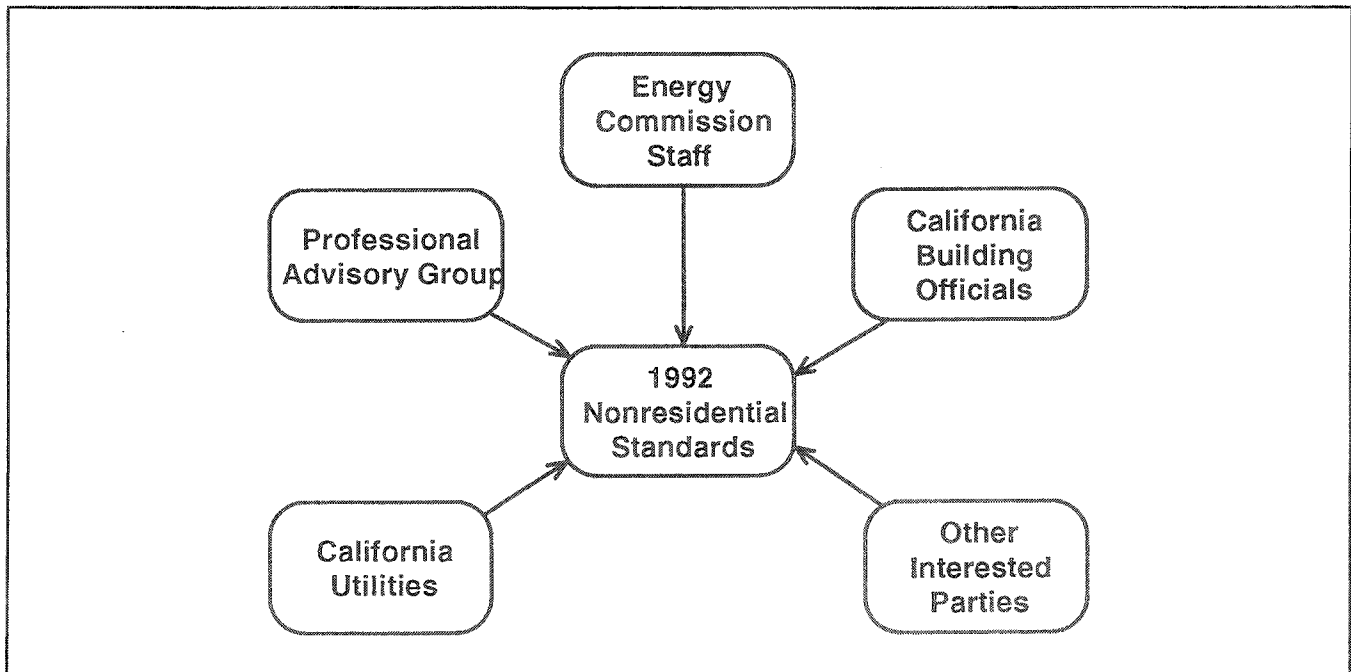 Energy
Commission
Staff
Professional
Advisory Group
California
Building
Officials
1992
Nonresidential
Standards
California
Utilities
Other
Interested
Parties